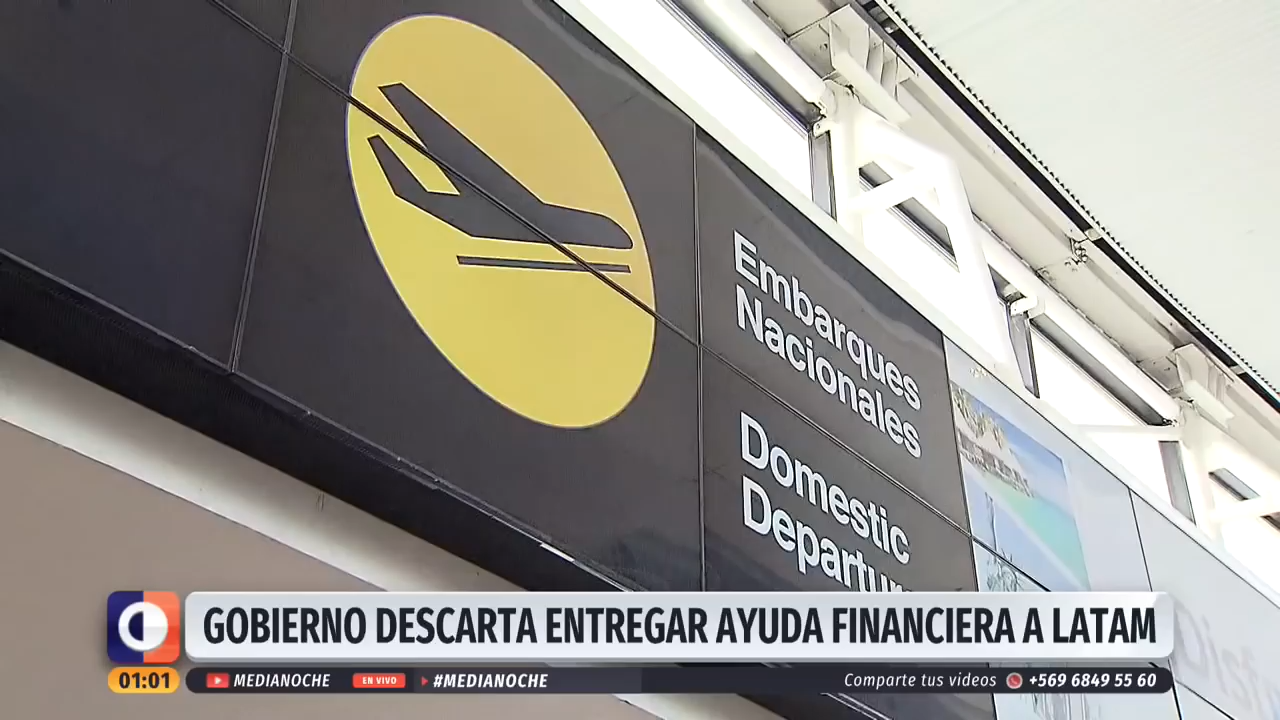 Embarques
Nacionales
Domestic
GOBIERNO DESCARTA ENTREGAR AYUDA FINANCIERA A LATAM
01:01 MEDIANOCHE EN VIVO #MEDIANOCHE Comparte tus videos +569 6849 55 60